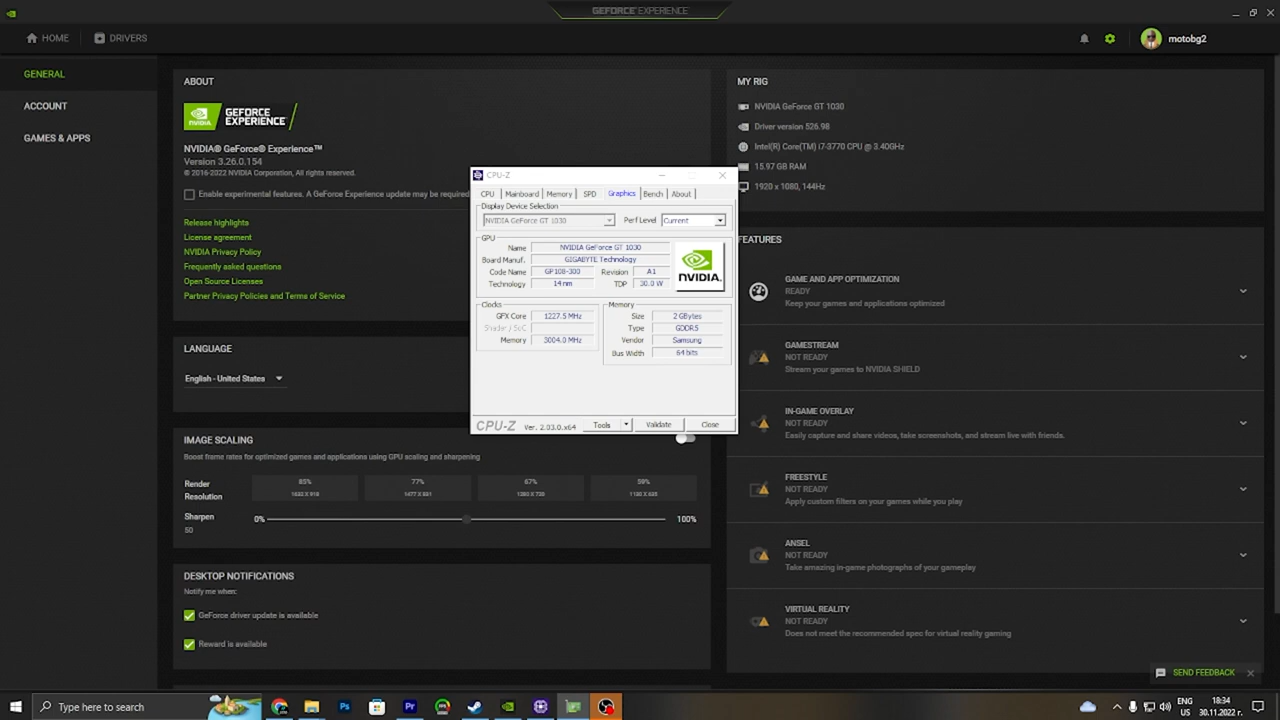 GEFORCE EXPERIENCE
HOME
DRIVERS
motobg2
GENERAL
ACCOUNT
GAMES & APPS
ABOUT
GEFORCE
EXPERIENCE
NVIDIA® GeForce® Experience™
Version 3.26.0.154
© 2016-2022 NVIDIA Corporation, All rights reserved.
Enable experimental features. A GeForce Experience update may be required
Release highlights
License agreement
NVIDIA Privacy Policy
Frequently asked questions
Open Source Licenses
Partner Privacy Policies and Terms of Service
LANGUAGE
English - United States
IMAGE SCALING
Boost frame rates for optimized games and applications using GPU scaling and sharpening
Render
Resolution
85%
77%
67%
59%
1632 X 918
1477 X 831
1280 X 720
1130 X 635
Sharpen
50
0%
100%
DESKTOP NOTIFICATIONS
Notify me when:
GeForce driver update is available
Reward is available
CPU-Z
CPU Mainboard Memory SPD Graphics Bench About
Display Device Selection
NVIDIA GeForce GT 1030
Perf Level
Current
GPU
Name NVIDIA GeForce GT 1030
Board Manuf. GIGABYTE Technology
Code Name GP108-300 Revision A1
Technology 14 nm TDP 30.0 W
NVIDIA.
Clocks
GFX Core 1227.5 MHz
Shader / SoC
Memory 3004.0 MHz
Memory
Size 2 GBytes
Type GDDR5
Vendor Samsung
Bus Width 64 bits
CPU-Z Ver. 2.03.0.x64 Tools Validate Close
MY RIG
NVIDIA GeForce GT 1030
Driver version 526.98
Intel(R) Core(TM) i7-3770 CPU @ 3.40GHz
15.97 GB RAM
1920 x 1080, 144Hz
FEATURES
GAME AND APP OPTIMIZATION
READY
Keep your games and applications optimized
GAMESTREAM
NOT READY
Stream your games to NVIDIA SHIELD
IN-GAME OVERLAY
NOT READY
Easily capture and share videos, take screenshots, and stream live with friends.
FREESTYLE
NOT READY
Apply custom filters on your games while you play
ANSEL
NOT READY
Take amazing in-game photographs of your gameplay
VIRTUAL REALITY
NOT READY
Does not meet the recommended spec for virtual reality gaming
SEND FEEDBACK
Type here to search
ENG
US
18:34
30.11.2022 г.